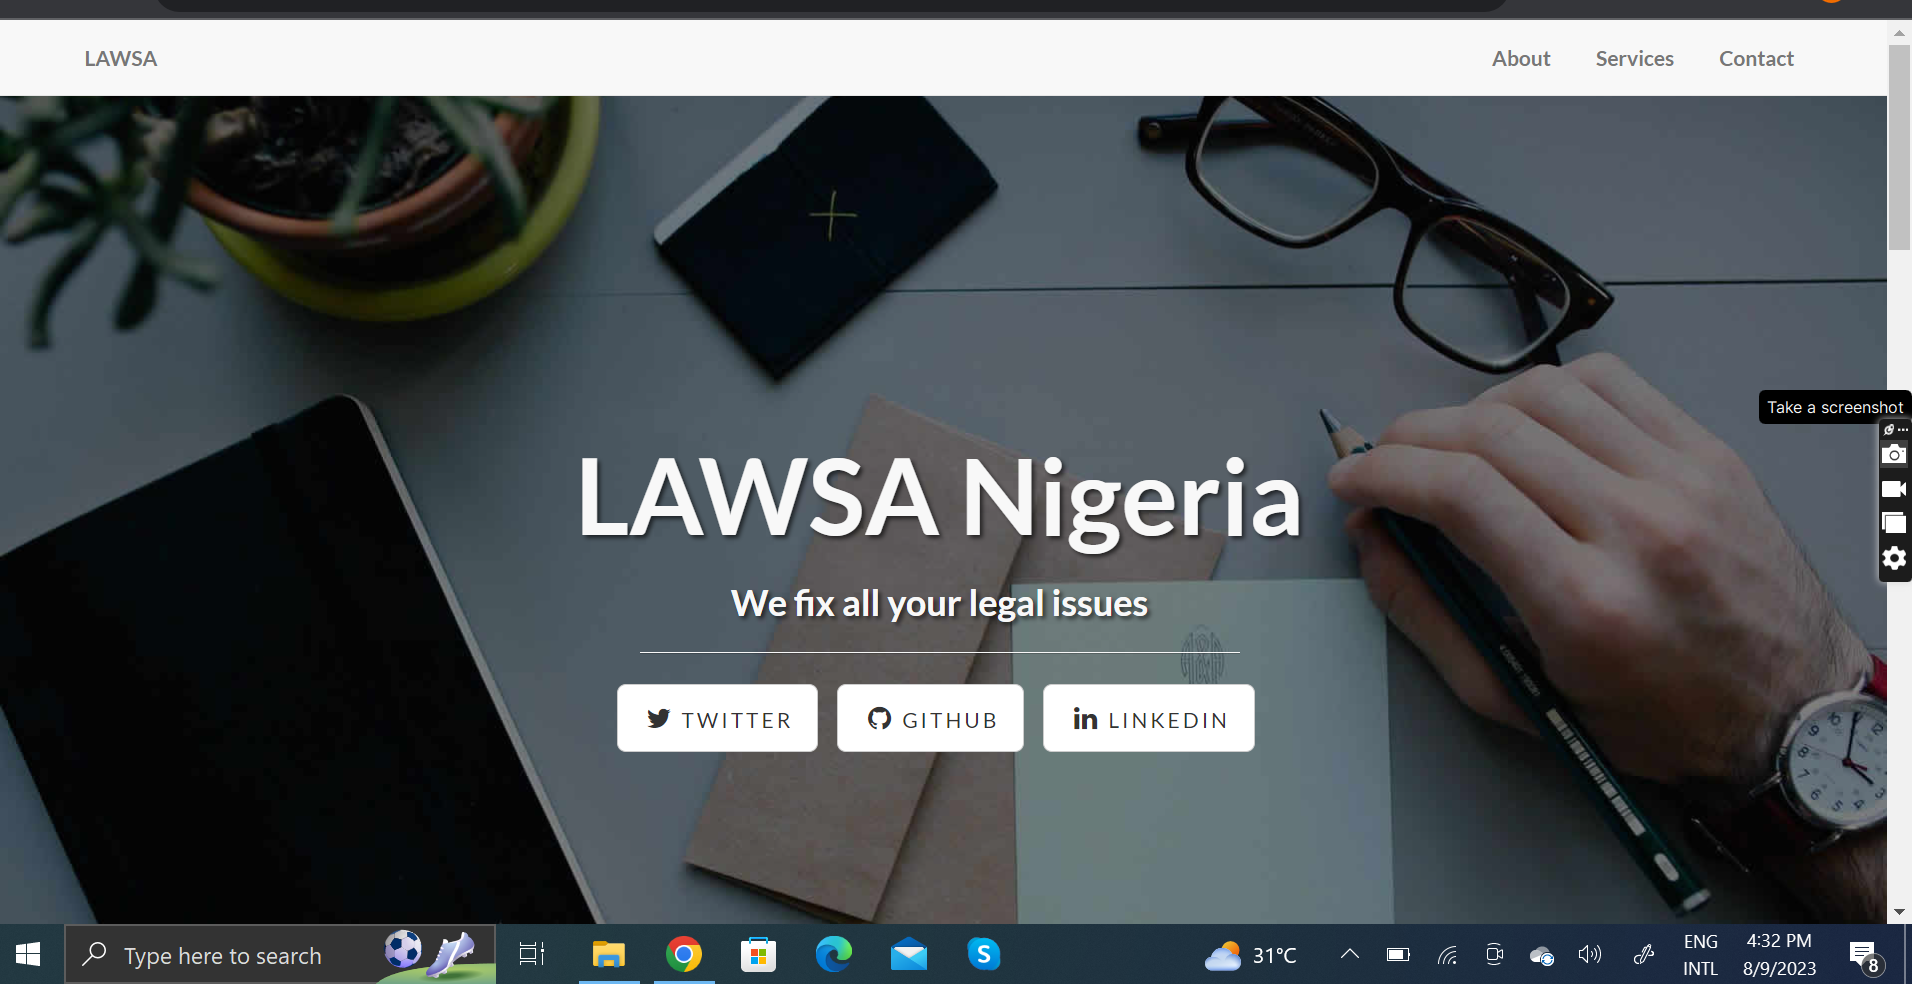 LAWSA
About Services Contact
Take a screenshot
LAWSA Nigeria
We fix all your legal issues
TWITTER GITHUB LINKEDIN
Type here to search
31°C
ENG
INTL
4:32 PM
8/9/2023
8